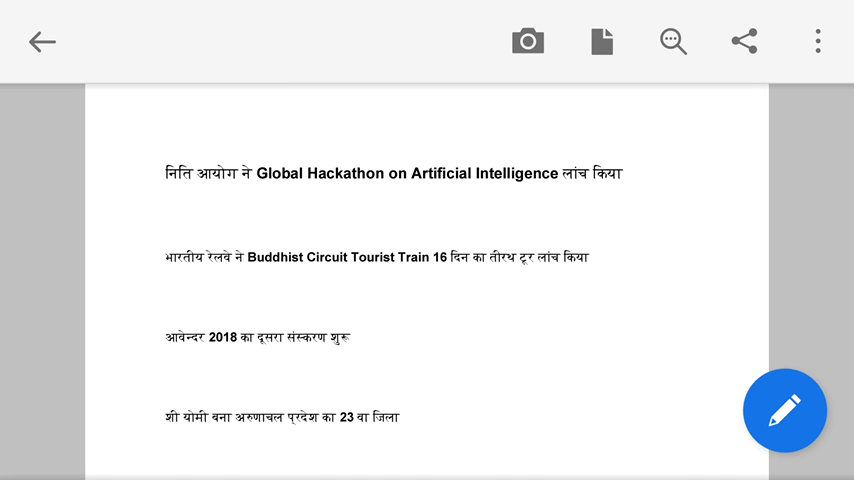 निति आयोग ने Global Hackathon on Artificial Intelligence लांच किया
भारतीय रेलवे ने Buddhist Circuit Tourist Train 16 दिन का तीरथ टूर लांच किया
आवेन्दर 2018 का दूसरा संस्करण शुरू
शी योमी बना अरुणाचल प्रदेश का 23 वा जिला